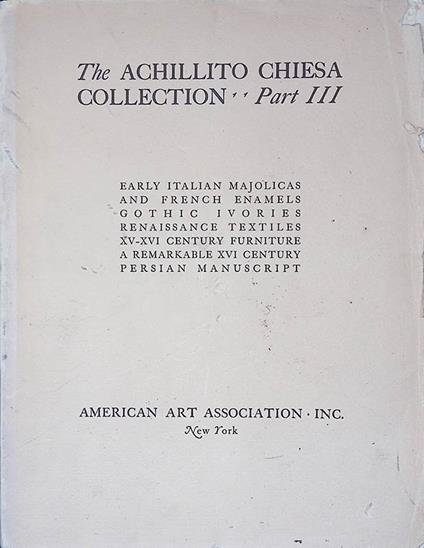 The ACHILLITO CHIESA
COLLECTION ·· Part III
EARLY ITALIAN MAJOLICAS
AND FRENCH ENAMELS
GOTHIC IVORIES
RENAISSANCE TEXTILES
XV-XVI CENTURY FURNITURE
A REMARKABLE XVI CENTURY
PERSIAN MANUSCRIPT
AMERICAN ART ASSOCIATION · INC.
New York